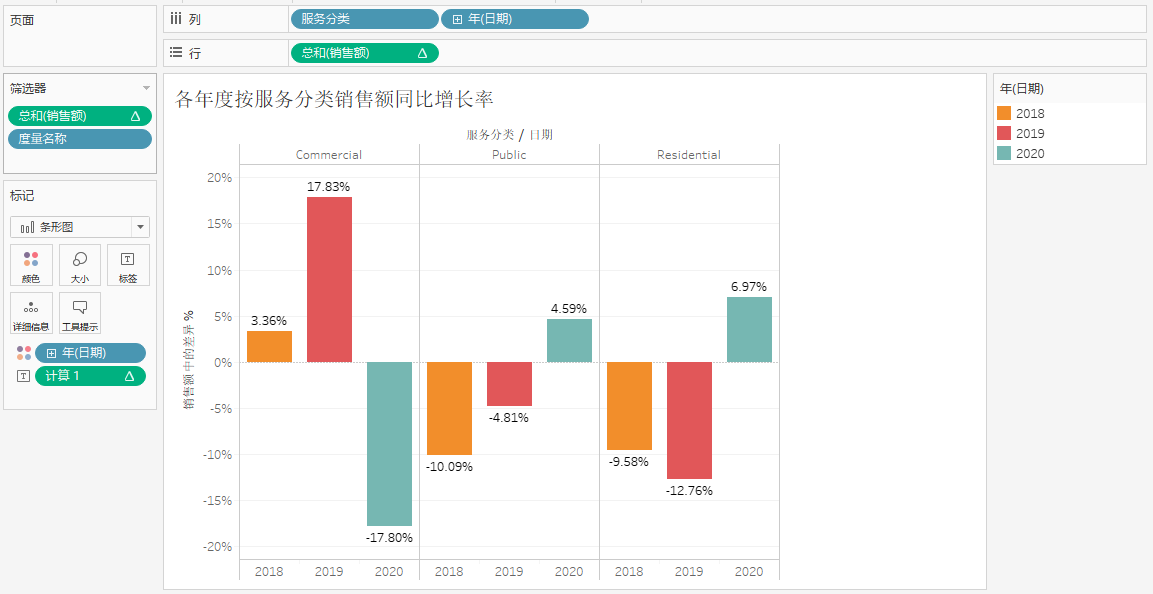 页面
列
服务分类
年(日期)
行
总和(销售额)
筛选器
总和(销售额)
度量名称
标记
条形图
颜色
大小
标签
详细信息
工具提示
年(日期)
计算 1
各年度按服务分类销售额同比增长率
服务分类 / 日期
Commercial Public Residential
销售额 中的差异 %
20%
15%
10%
5%
0%
-5%
-10%
-15%
-20%
3.36%
17.83%
-17.80%
-10.09%
-4.81%
4.59%
-9.58%
-12.76%
6.97%
2018 2019 2020 2018 2019 2020 2018 2019 2020
年(日期)
2018
2019
2020